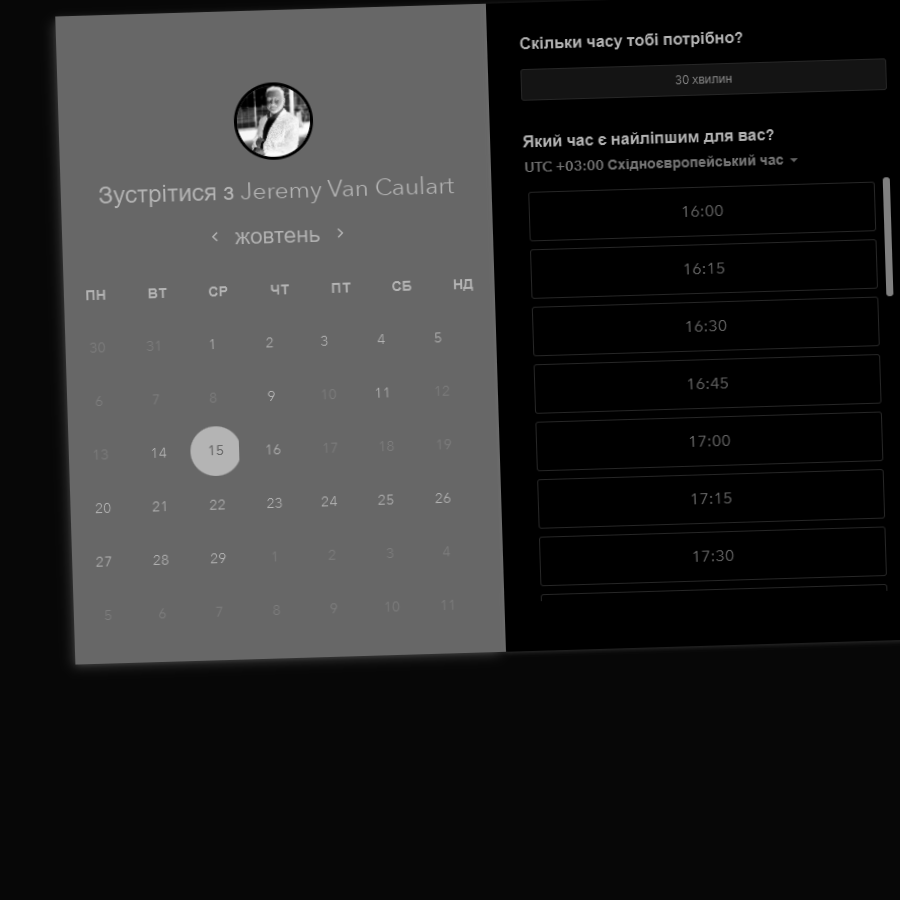 Зустрітися з Jeremy Van Caulart
‹ жовтень ›
ПН ВТ СР ЧТ ПТ СБ НД
30 31 1 2 3 4 5
6 7 8 9 10 11 12
13 14 15 16 17 18 19
20 21 22 23 24 25 26
27 28 29 1 2 3 4
5 6 7 8 9 10 11
Скільки часу тобі потрібно?
30 хвилин
Який час є найліпшим для вас?
UTC +03:00 Східноєвропейський час
16:00
16:15
16:30
16:45
17:00
17:15
17:30